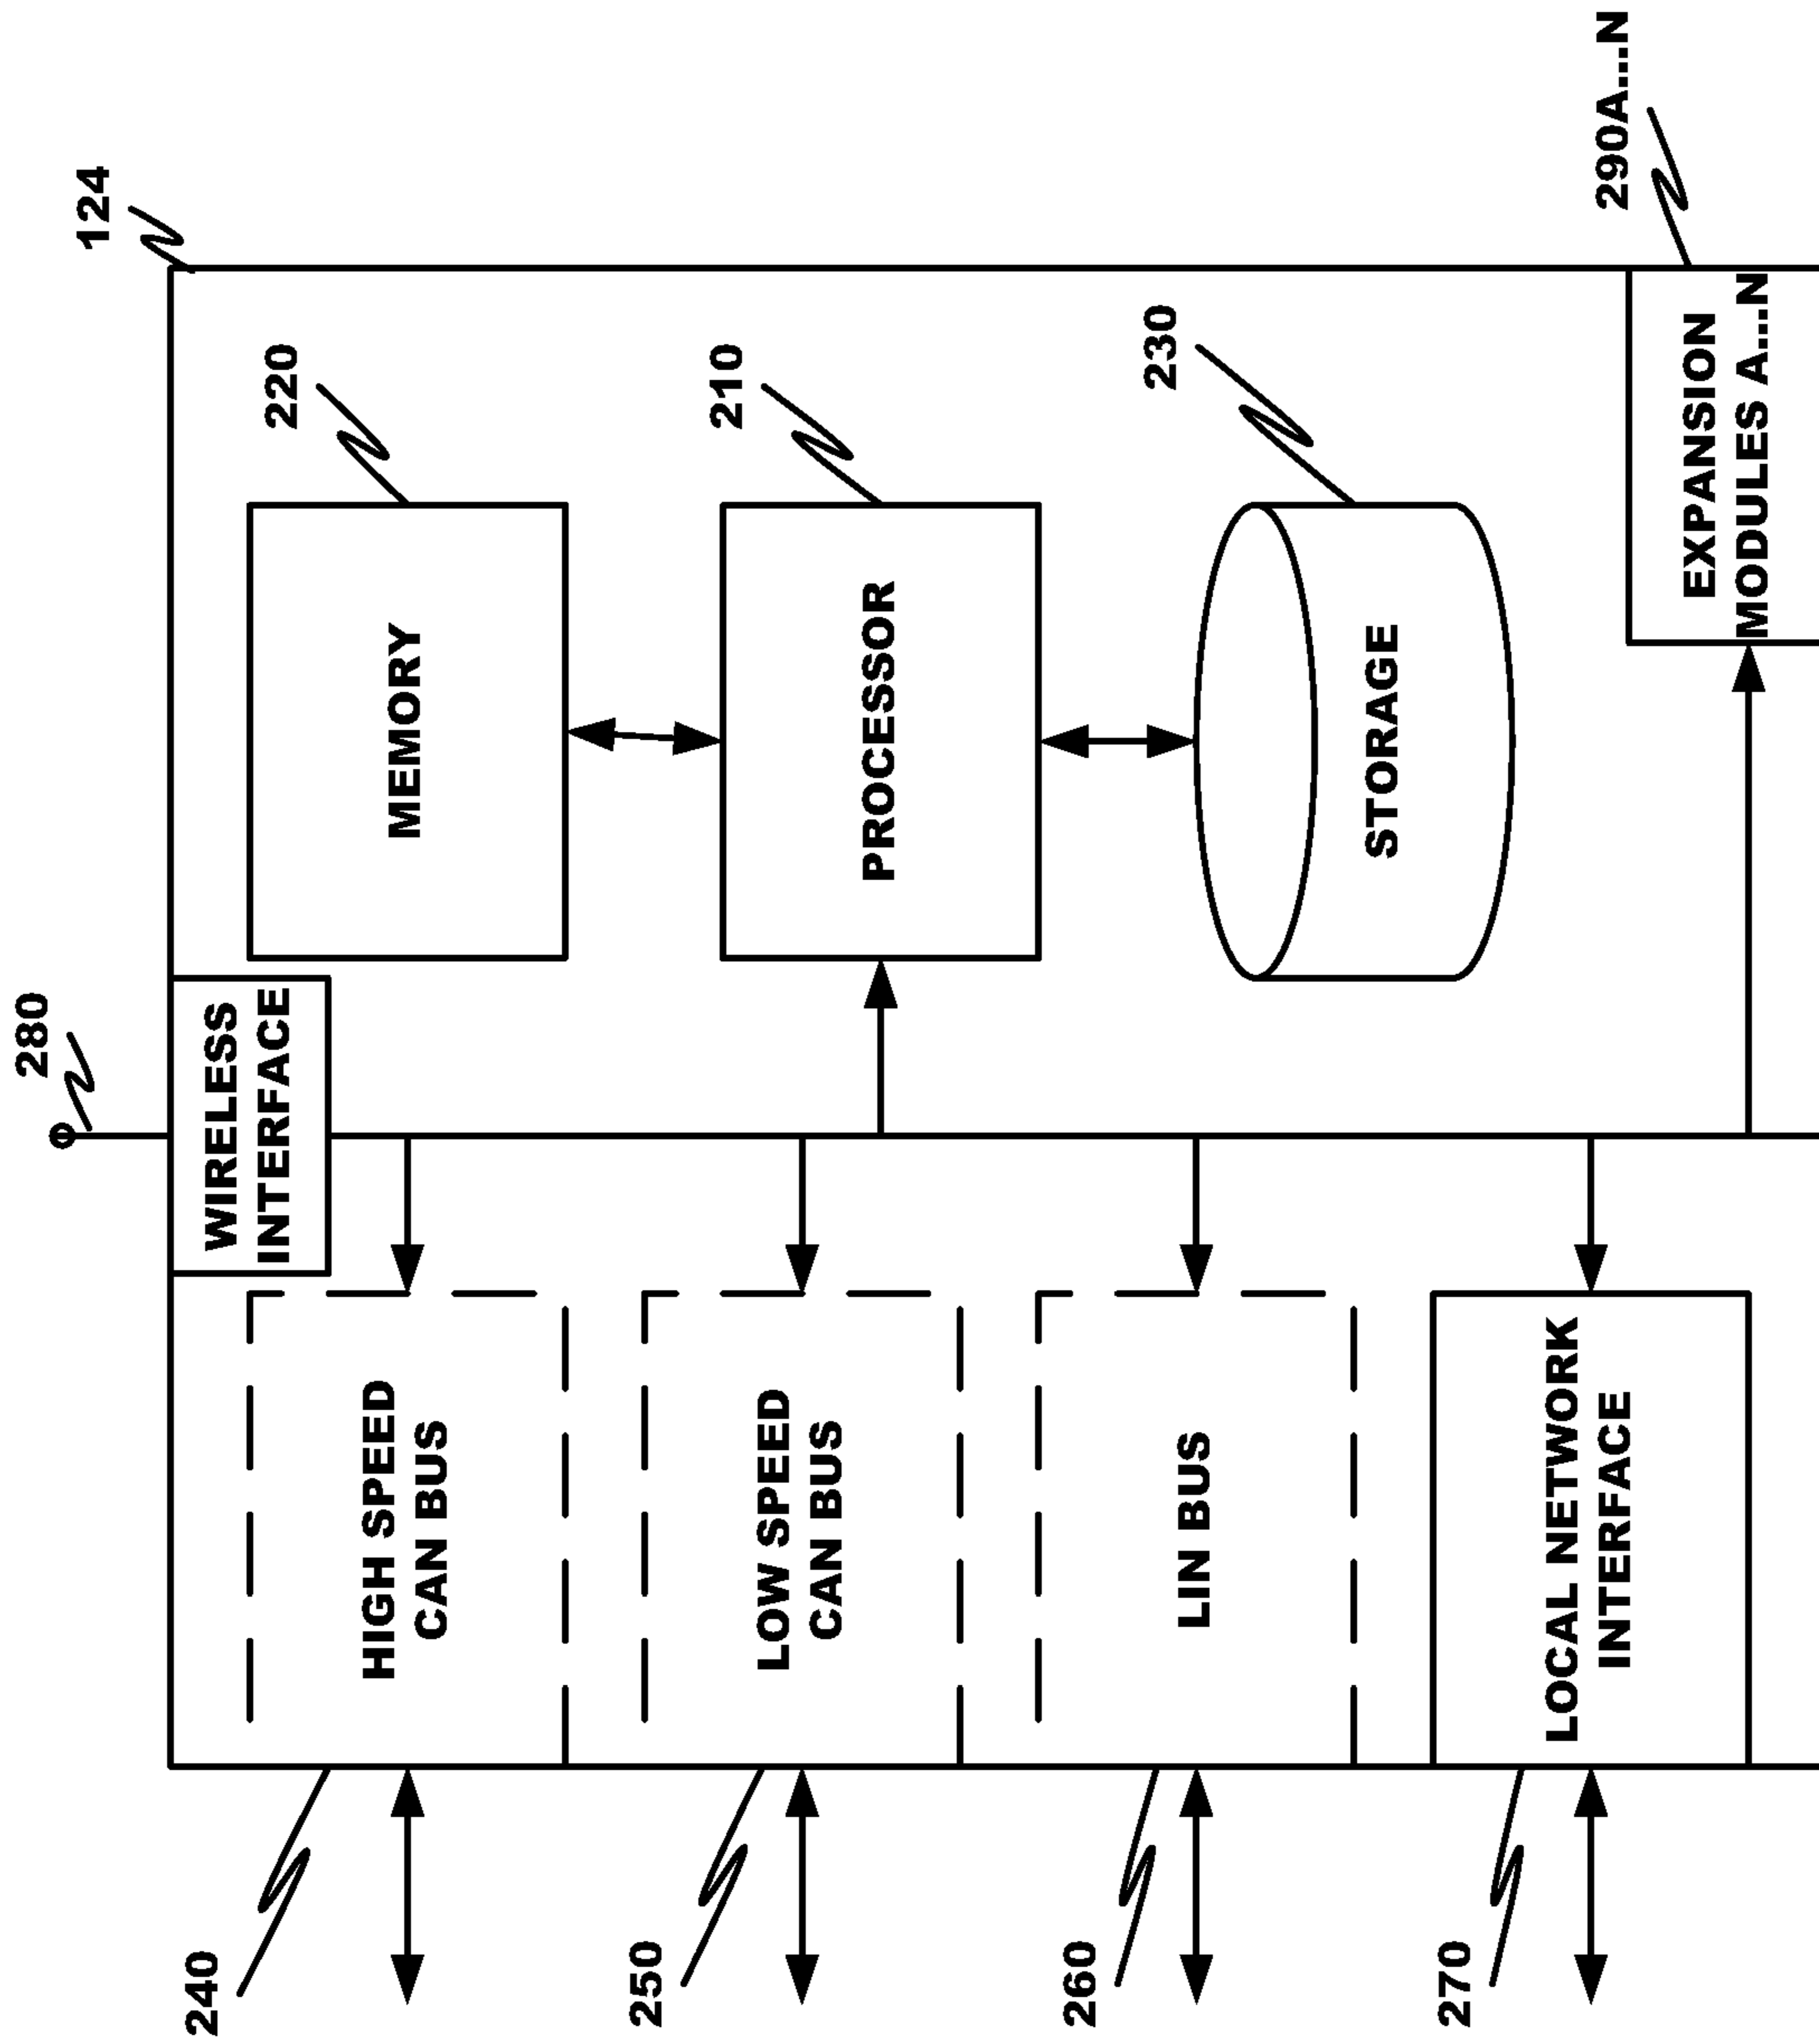 280
124
WIRELESS
INTERFACE
240
HIGH SPEED
CAN BUS
MEMORY
220
250
LOW SPEED
CAN BUS
PROCESSOR
210
260
LIN BUS
STORAGE
230
270
LOCAL NETWORK
INTERFACE
EXPANSION
MODULES A...N
290A...N